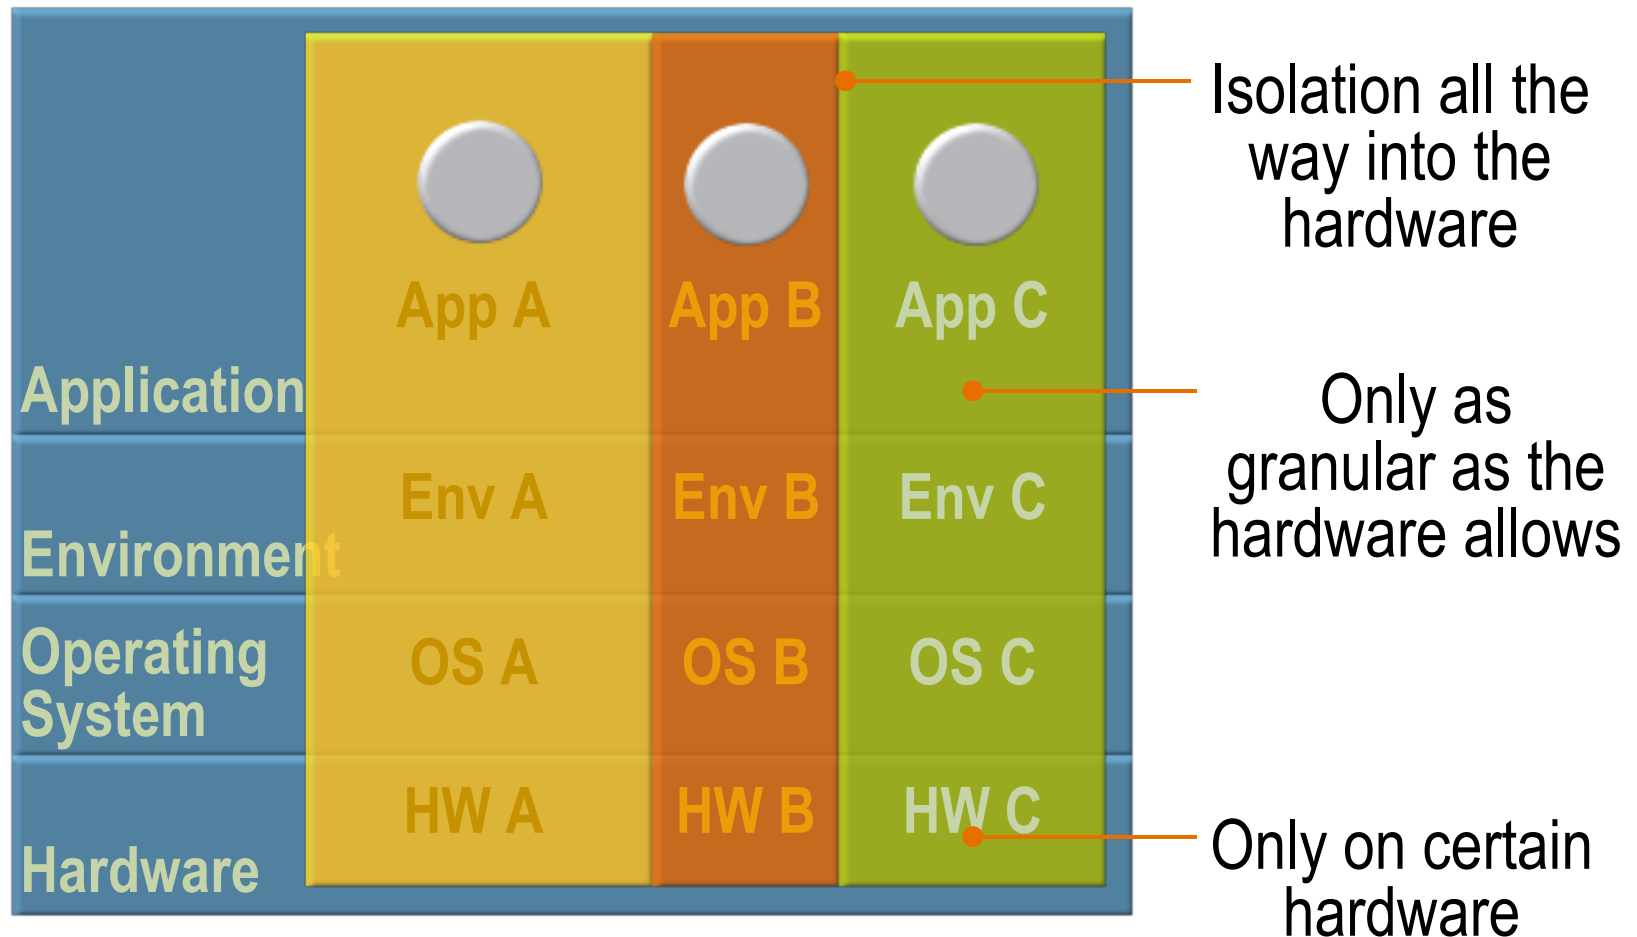 Isolation all the
way into the
hardware
App A App B App C
Application
Only as
granular as the
hardware allows
Env A Env B Env C
Environment
Operating
System
OS A OS B OS C
HW A HW B HW C
Hardware
Only on certain
hardware